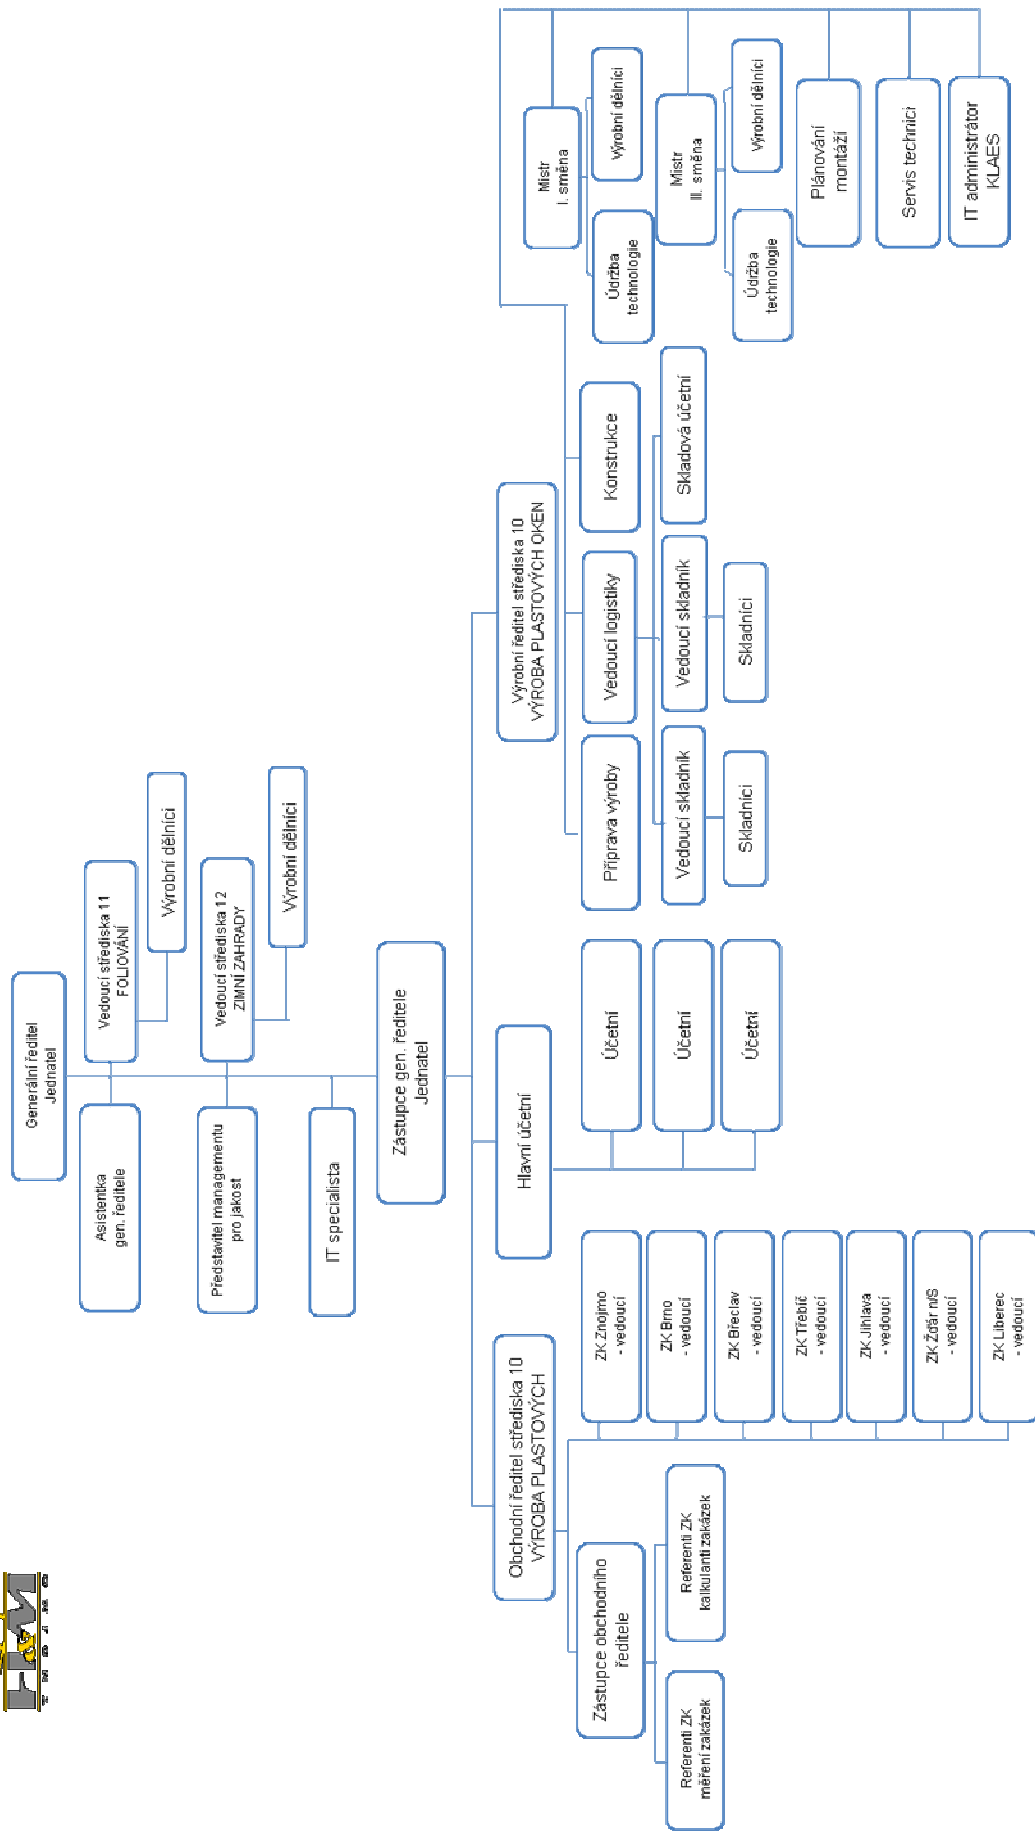 Generální ředitel
Jednatel
Asistentka
gen. ředitele
Vedoucí střediska 11
FOLIOVÁNÍ
Výrobní dělníci
Představitel managementu
pro jakost
Vedoucí střediska 12
ZIMNÍ ZAHRADY
Výrobní dělníci
IT specialista
Zástupce gen. ředitele
Jednatel
Obchodní ředitel střediska 10
VÝROBA PLASTOVÝCH
Hlavní účetní
Výrobní ředitel střediska 10
VÝROBA PLASTOVÝCH OKEN
Zástupce obchodního
ředitele
Referenti ZK
měření zakázek
Referenti ZK
kalkulanti zakázek
ZK Znojmo
- vedoucí
ZK Brno
- vedoucí
ZK Břeclav
- vedoucí
ZK Třebíč
- vedoucí
ZK Jihlava
- vedoucí
ZK Žďár n/S
- vedoucí
ZK Liberec
- vedoucí
Účetní
Účetní
Účetní
Příprava výroby
Vedoucí logistiky
Konstrukce
Vedoucí skladník
Vedoucí skladník
Skladová účetní
Skladníci
Skladníci
Mistr
I. směna
Údržba
technologie
Výrobní dělníci
Mistr
II. směna
Údržba
technologie
Výrobní dělníci
Plánování
montáží
Servis technici
IT administrátor
KLAES